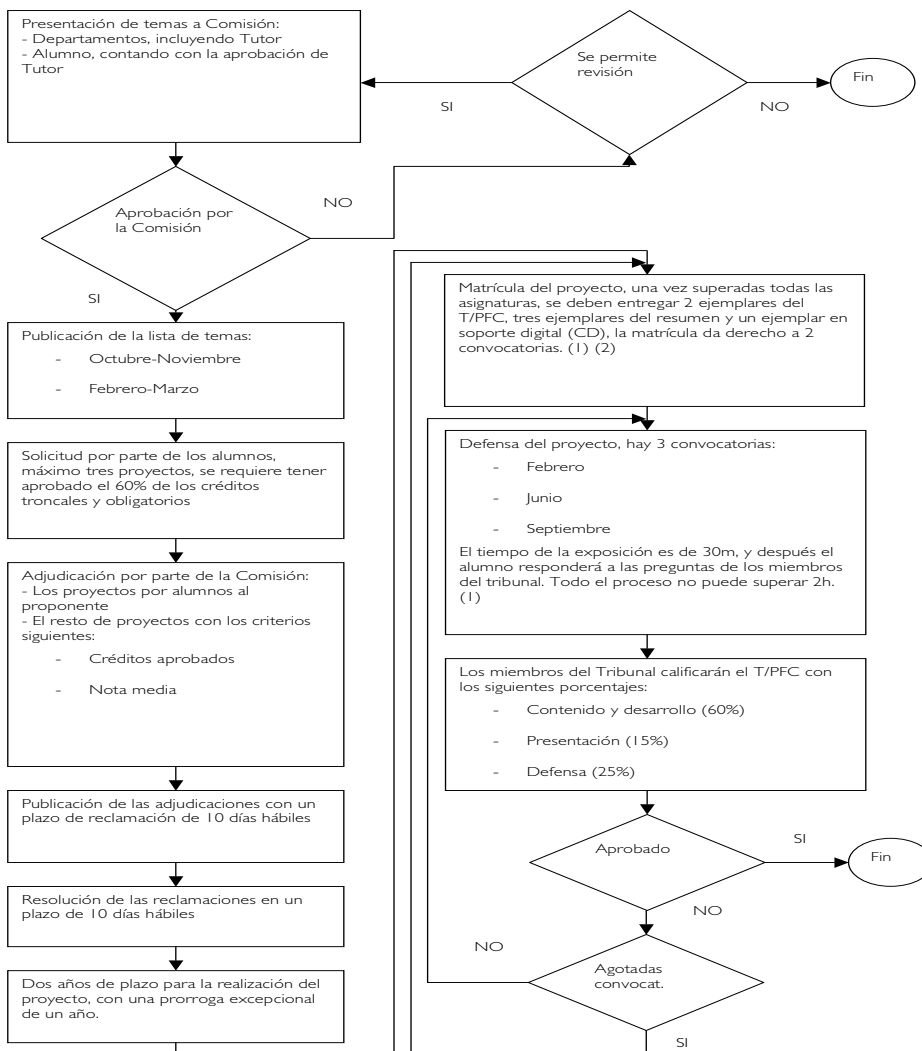 Presentación de temas a Comisión:
- Departamentos, incluyendo Tutor
- Alumno, contando con la aprobación de
Tutor
Se permite
revisión
Fin
SI
NO
Aprobación por
la Comisión
NO
SI
Publicación de la lista de temas:
- Octubre-Noviembre
- Febrero-Marzo
Solicitud por parte de los alumnos,
máximo tres proyectos, se requiere tener
aprobado el 60% de los créditos
troncales y obligatorios
Adjudicación por parte de la Comisión:
- Los proyectos por alumnos al
proponente
- El resto de proyectos con los criterios
siguientes:
- Créditos aprobados
- Nota media
Publicación de las adjudicaciones con un
plazo de reclamación de 10 días hábiles
Resolución de las reclamaciones en un
plazo de 10 días hábiles
Dos años de plazo para la realización del
proyecto, con una prorroga excepcional
de un año.
Matrícula del proyecto, una vez superadas todas las
asignaturas, se deben entregar 2 ejemplares del
T/PFC, tres ejemplares del resumen y un ejemplar en
soporte digital (CD), la matrícula da derecho a 2
convocatorias. (1) (2)
Defensa del proyecto, hay 3 convocatorias:
- Febrero
- Junio
- Septiembre
El tiempo de la exposición es de 30m, y después el
alumno responderá a las preguntas de los miembros
del tribunal. Todo el proceso no puede superar 2h.
(1)
Los miembros del Tribunal calificarán el T/PFC con
los siguientes porcentajes:
- Contenido y desarrollo (60%)
- Presentación (15%)
- Defensa (25%)
Aprobado
SI
Fin
NO
NO
Agotadas
convocat.
SI